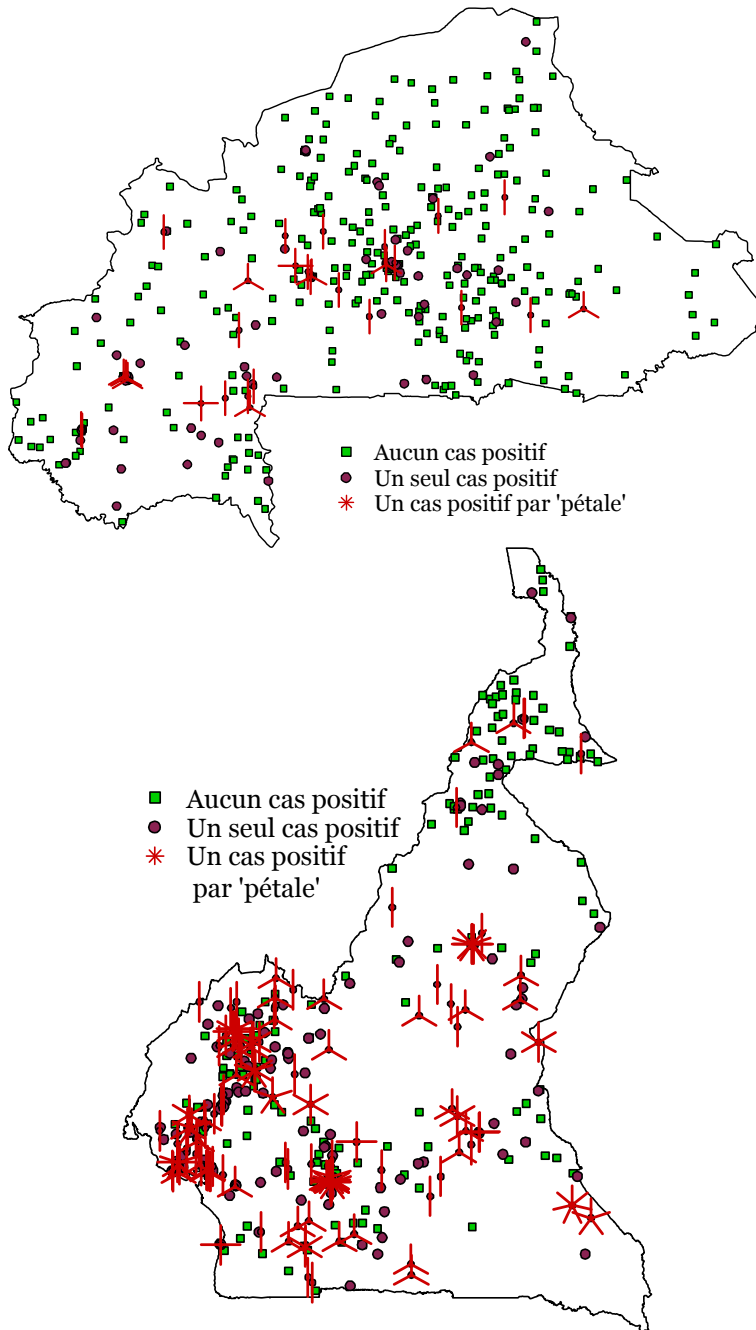 Aucun cas positif
Un seul cas positif
Un cas positif par 'pétale'
Aucun cas positif
Un seul cas positif
Un cas positif
par 'pétale'